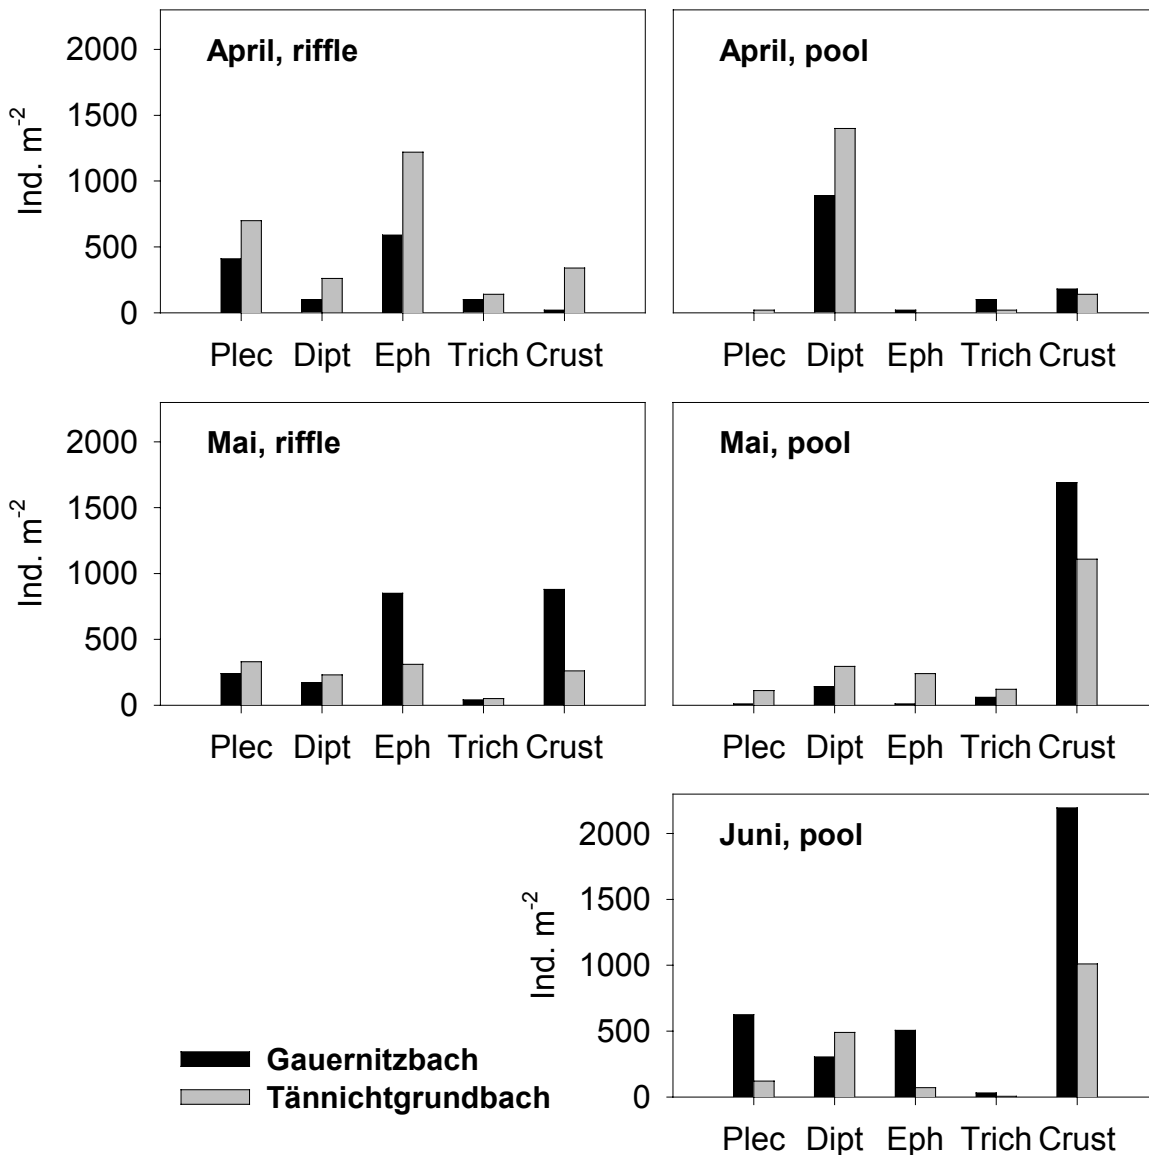 April, riffle
Ind. m-2
2000
1500
1000
500
0
Plec Dipt Eph Trich Crust
April, pool
Plec Dipt Eph Trich Crust
Mai, riffle
Ind. m-2
2000
1500
1000
500
0
Plec Dipt Eph Trich Crust
Mai, pool
Plec Dipt Eph Trich Crust
Juni, pool
Ind. m-2
2000
1500
1000
500
0
Plec Dipt Eph Trich Crust
Gauernitzbach
Tännichtgrundbach